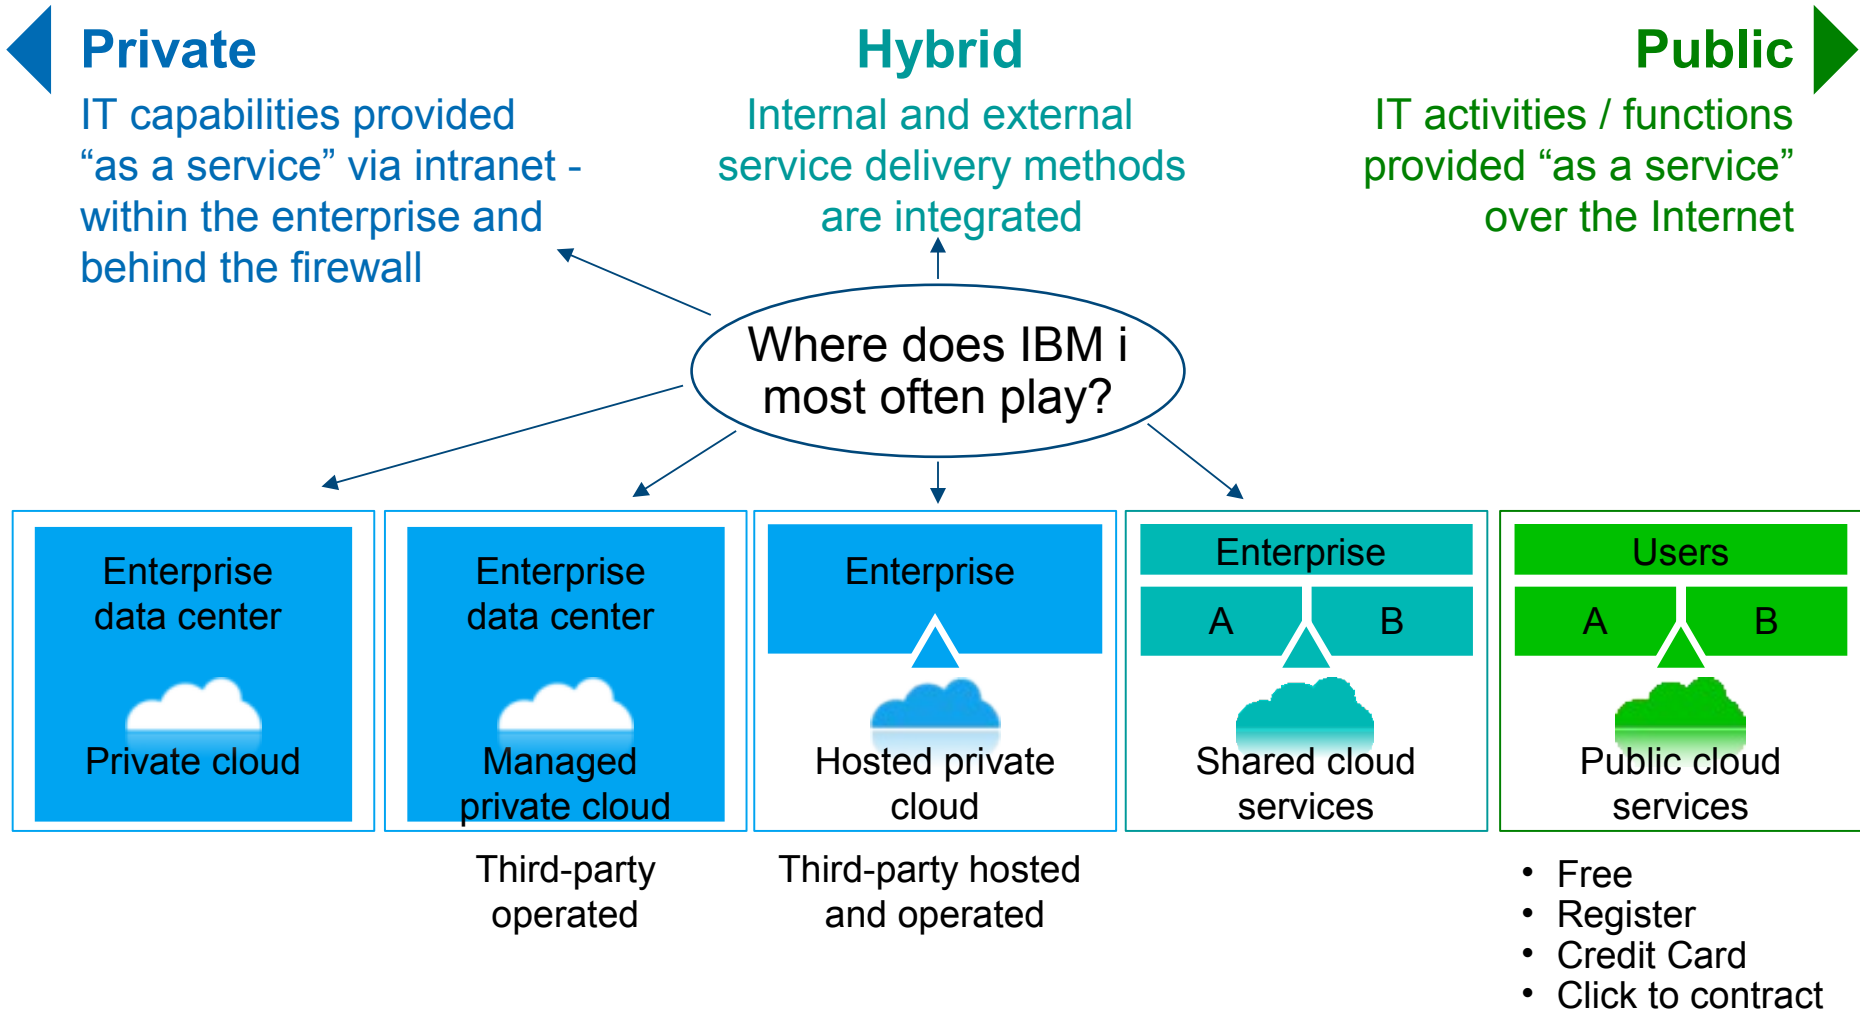 Private
IT capabilities provided
“as a service” via intranet -
within the enterprise and
behind the firewall
Hybrid
Internal and external
service delivery methods
are integrated
Public
IT activities / functions
provided “as a service”
over the Internet
Where does IBM i
most often play?
Enterprise
data center
Private cloud
Enterprise
data center
Managed
private cloud
Third-party
operated
Enterprise
Hosted private
cloud
Third-party hosted
and operated
Enterprise
A B
Shared cloud
services
Users
A B
Public cloud
services
• Free
• Register
• Credit Card
• Click to contract